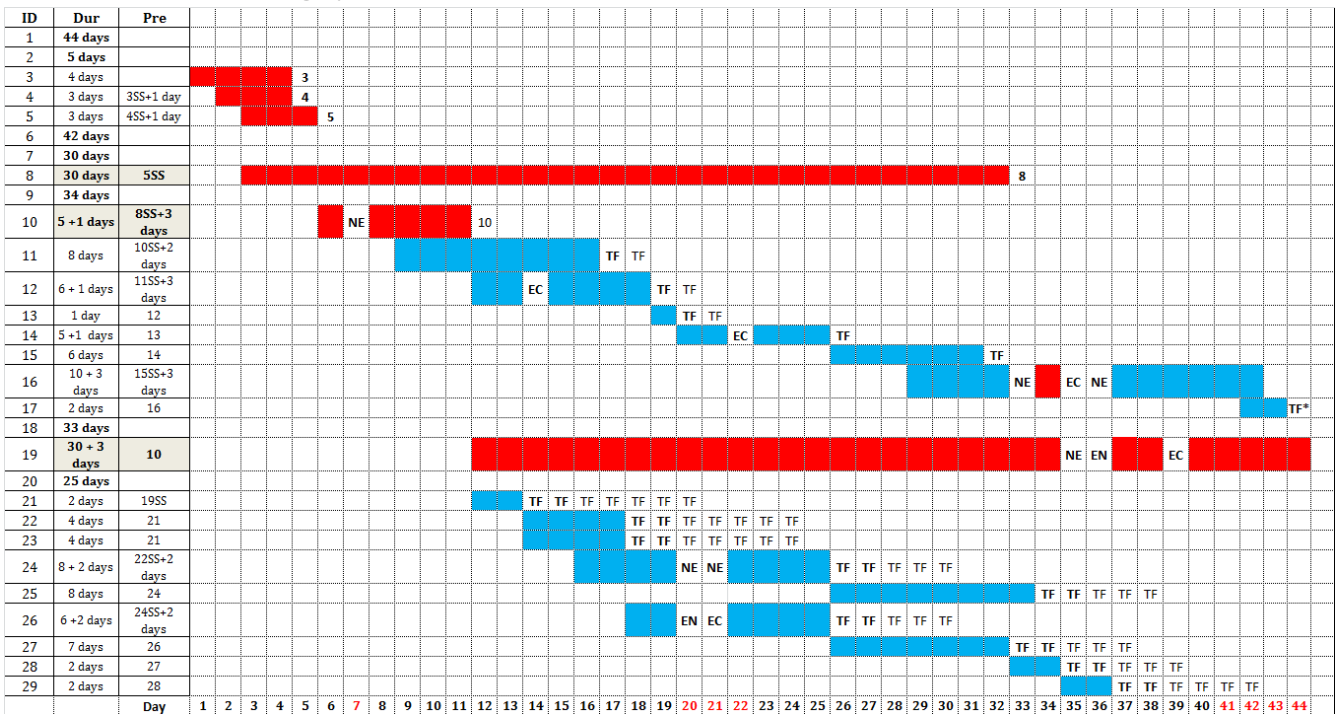 ID Dur Pre
1 44 days
2 5 days
3 4 days 3
4 3 days 3SS+1 day 4
5 3 days 4SS+1 day 5
6 42 days
7 30 days
8 30 days 5SS 8
9 34 days
10 5 +1 days 8SS+3 days NE 10
11 8 days 10SS+2 days TF TF
12 6 + 1 days 11SS+3 days EC TF TF
13 1 day 12 TF TF
14 5 +1 days 13 EC TF
15 6 days 14 TF
16 10 + 3 days 15SS+3 days NE EC NE
17 2 days 16 TF*
18 33 days
19 30 + 3 days 10 NE EN EC
20 25 days
21 2 days 19SS TF TF TF TF TF TF TF
22 4 days 21 TF TF TF TF TF TF TF
23 4 days 21 TF TF TF TF TF TF TF
24 8 + 2 days 22SS+2 days NE NE TF TF TF TF TF
25 8 days 24 TF TF TF TF TF
26 6 +2 days 24SS+2 days EN EC TF TF TF TF TF
27 7 days 26 TF TF TF TF TF
28 2 days 27 TF TF TF TF TF
29 2 days 28 TF TF TF TF TF TF
Day 1 2 3 4 5 6 7 8 9 10 11 12 13 14 15 16 17 18 19 20 21 22 23 24 25 26 27 28 29 30 31 32 33 34 35 36 37 38 39 40 41 42 43 44